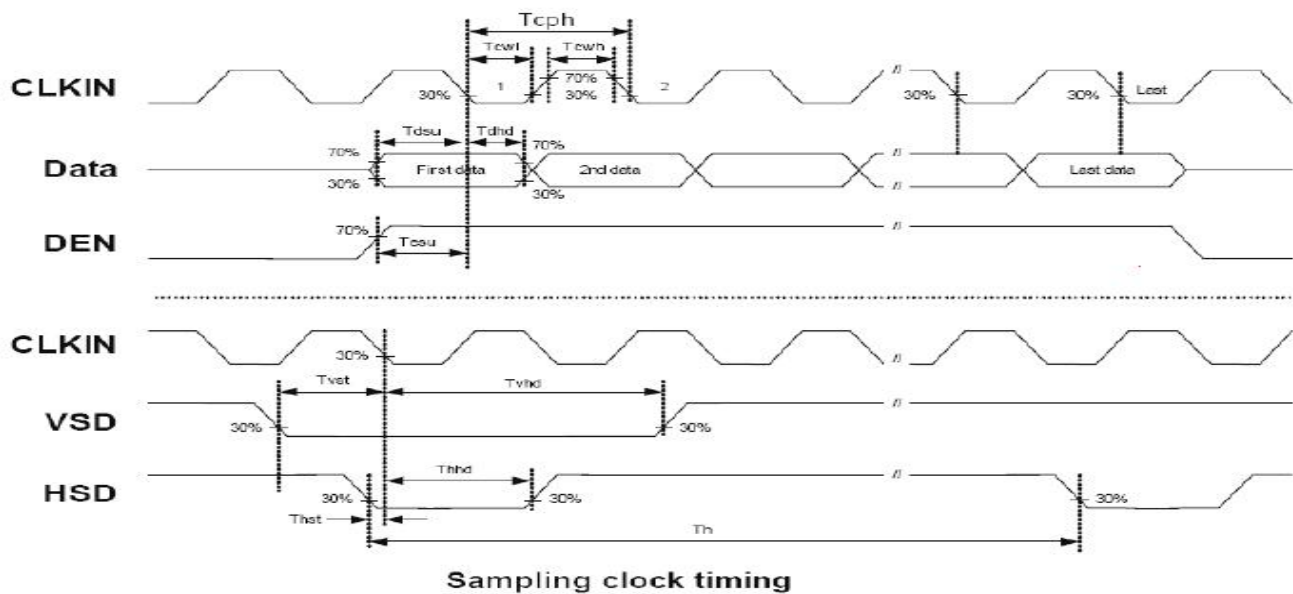 Tcph
Tcwl Tcwh
CLKIN 30% 1 70% 30% 2 // 30% 30% Last
Tdsu Tdhd
70% 70%
Data First data 2nd data // Last data
30% 30%
70%
DEN Tesu //
CLKIN 30% //
Tvst Tvhd
VSD 30% 30% //
Thhd
HSD 30% 30% // 30%
Thst
Th
Sampling clock timing